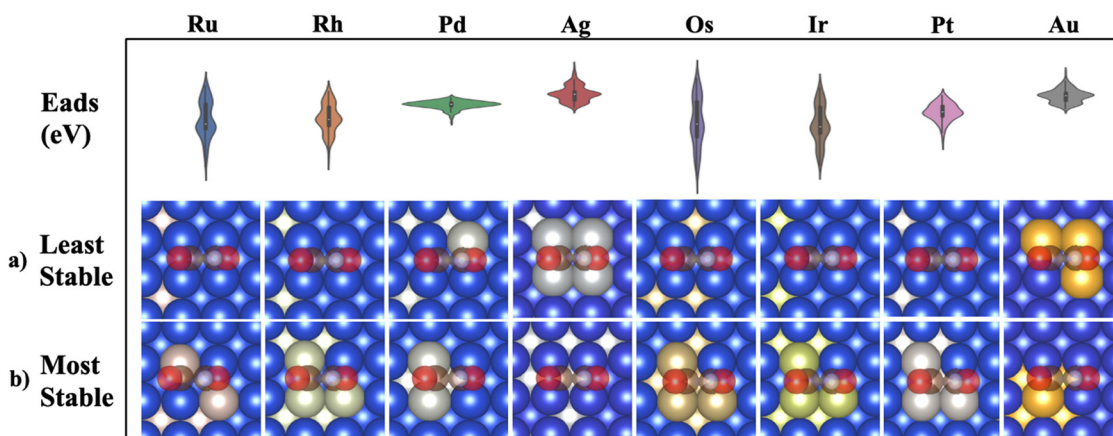 Ru Rh Pd Ag Os Ir Pt Au
Eads
(eV)
a) Least
Stable
b) Most
Stable